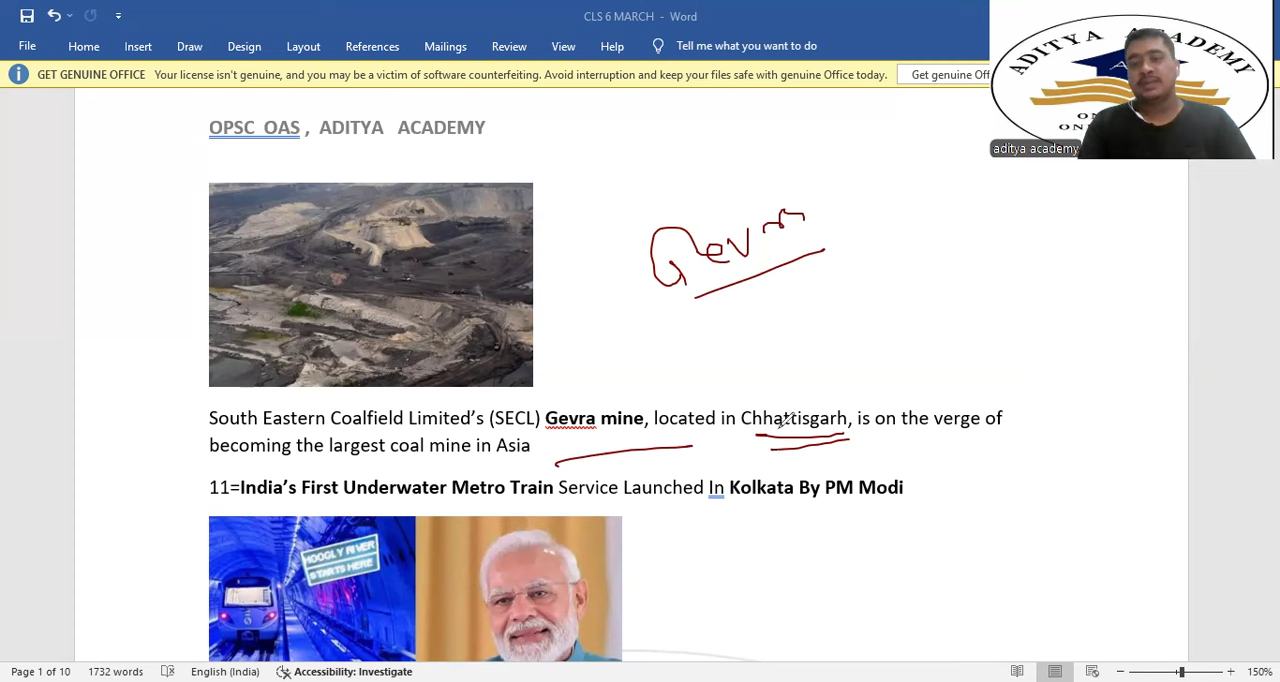 CLS 6 MARCH - Word
File Home Insert Draw Design Layout References Mailings Review View Help Tell me what you want to do
GET GENUINE OFFICE Your license isn't genuine, and you may be a victim of software counterfeiting. Avoid interruption and keep your files safe with genuine Office today. Get genuine Off
ADITYA ACADEMY
aditya academy
OPSC OAS , ADITYA ACADEMY
Gevra
South Eastern Coalfield Limited's (SECL) Gevra mine, located in Chhattisgarh, is on the verge of
becoming the largest coal mine in Asia
11=India's First Underwater Metro Train Service Launched In Kolkata By PM Modi
HOOGLY RIVER
STARTS HERE
Page 1 of 10 1732 words English (India) Accessibility: Investigate 150%